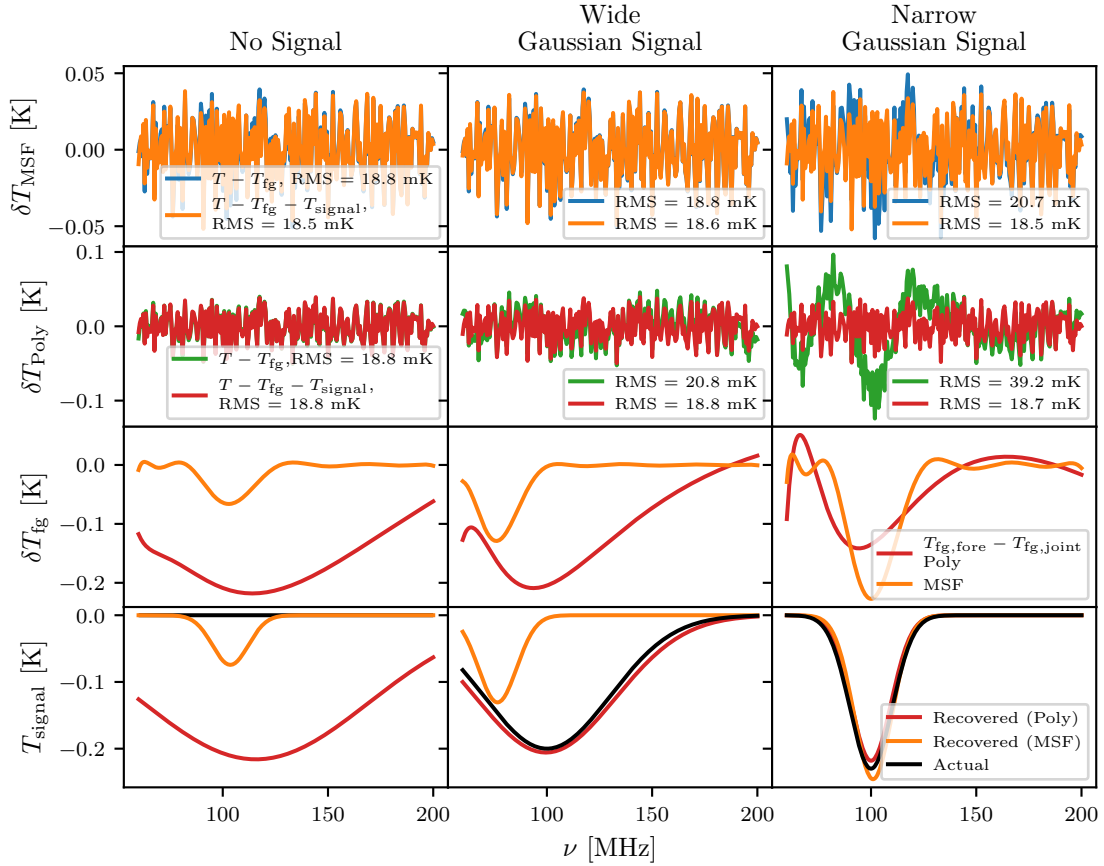 No Signal
Wide
Gaussian Signal
Narrow
Gaussian Signal
δT_MSF [K]
0.05
0.00
−0.05
T − T_fg, RMS = 18.8 mK
T − T_fg − T_signal,
RMS = 18.5 mK
RMS = 18.8 mK
RMS = 18.6 mK
RMS = 20.7 mK
RMS = 18.5 mK
δT_Poly [K]
0.1
0.0
−0.1
T − T_fg,RMS = 18.8 mK
T − T_fg − T_signal,
RMS = 18.8 mK
RMS = 20.8 mK
RMS = 18.8 mK
RMS = 39.2 mK
RMS = 18.7 mK
δT_fg [K]
0.0
−0.1
−0.2
T_fg,fore − T_fg,joint
Poly
MSF
T_signal [K]
0.0
−0.1
−0.2
Recovered (Poly)
Recovered (MSF)
Actual
100
200
100
200
100
200
ν [MHz]